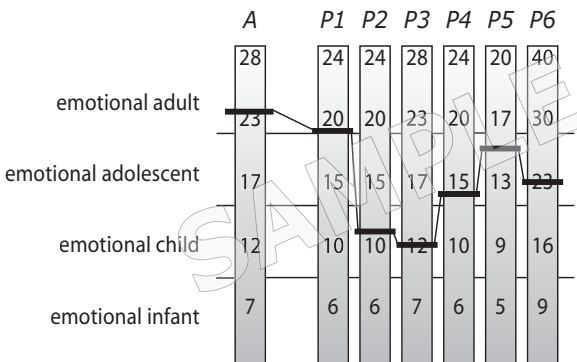 A P1 P2 P3 P4 P5 P6
28 24 24 28 24 20 40
emotional adult
23 20 20 23 20 17 30
emotional adolescent
17 15 15 17 15 13 23
emotional child
12 10 10 12 10 9 16
emotional infant
7 6 6 7 6 5 9
SAMPLE